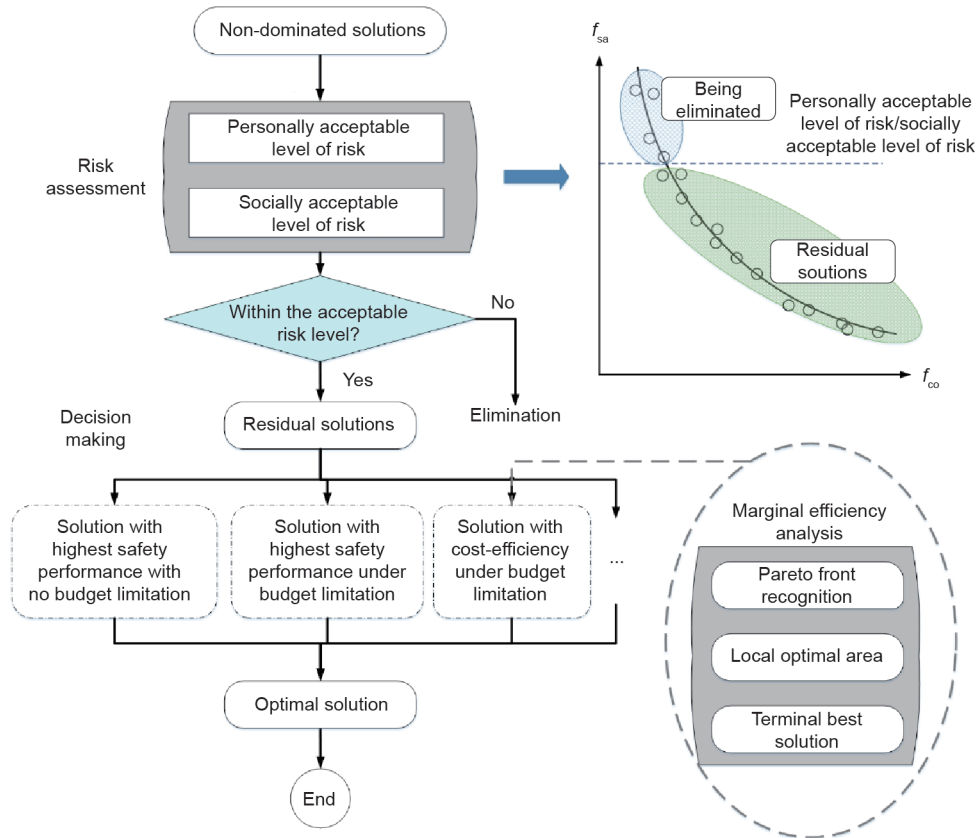 Non-dominated solutions
Risk
assessment
Personally acceptable
level of risk
Socially acceptable
level of risk
Within the acceptable
risk level?
No
Yes
Elimination
Decision
making
Residual solutions
Solution with
highest safety
performance with
no budget limitation
Solution with
highest safety
performance under
budget limitation
Solution with
cost-efficiency
under budget
limitation
...
Optimal solution
End
fsa
Being
eliminated
Personally acceptable
level of risk/socially
acceptable level of risk
Residual
soutions
fco
Marginal efficiency
analysis
Pareto front
recognition
Local optimal area
Terminal best
solution